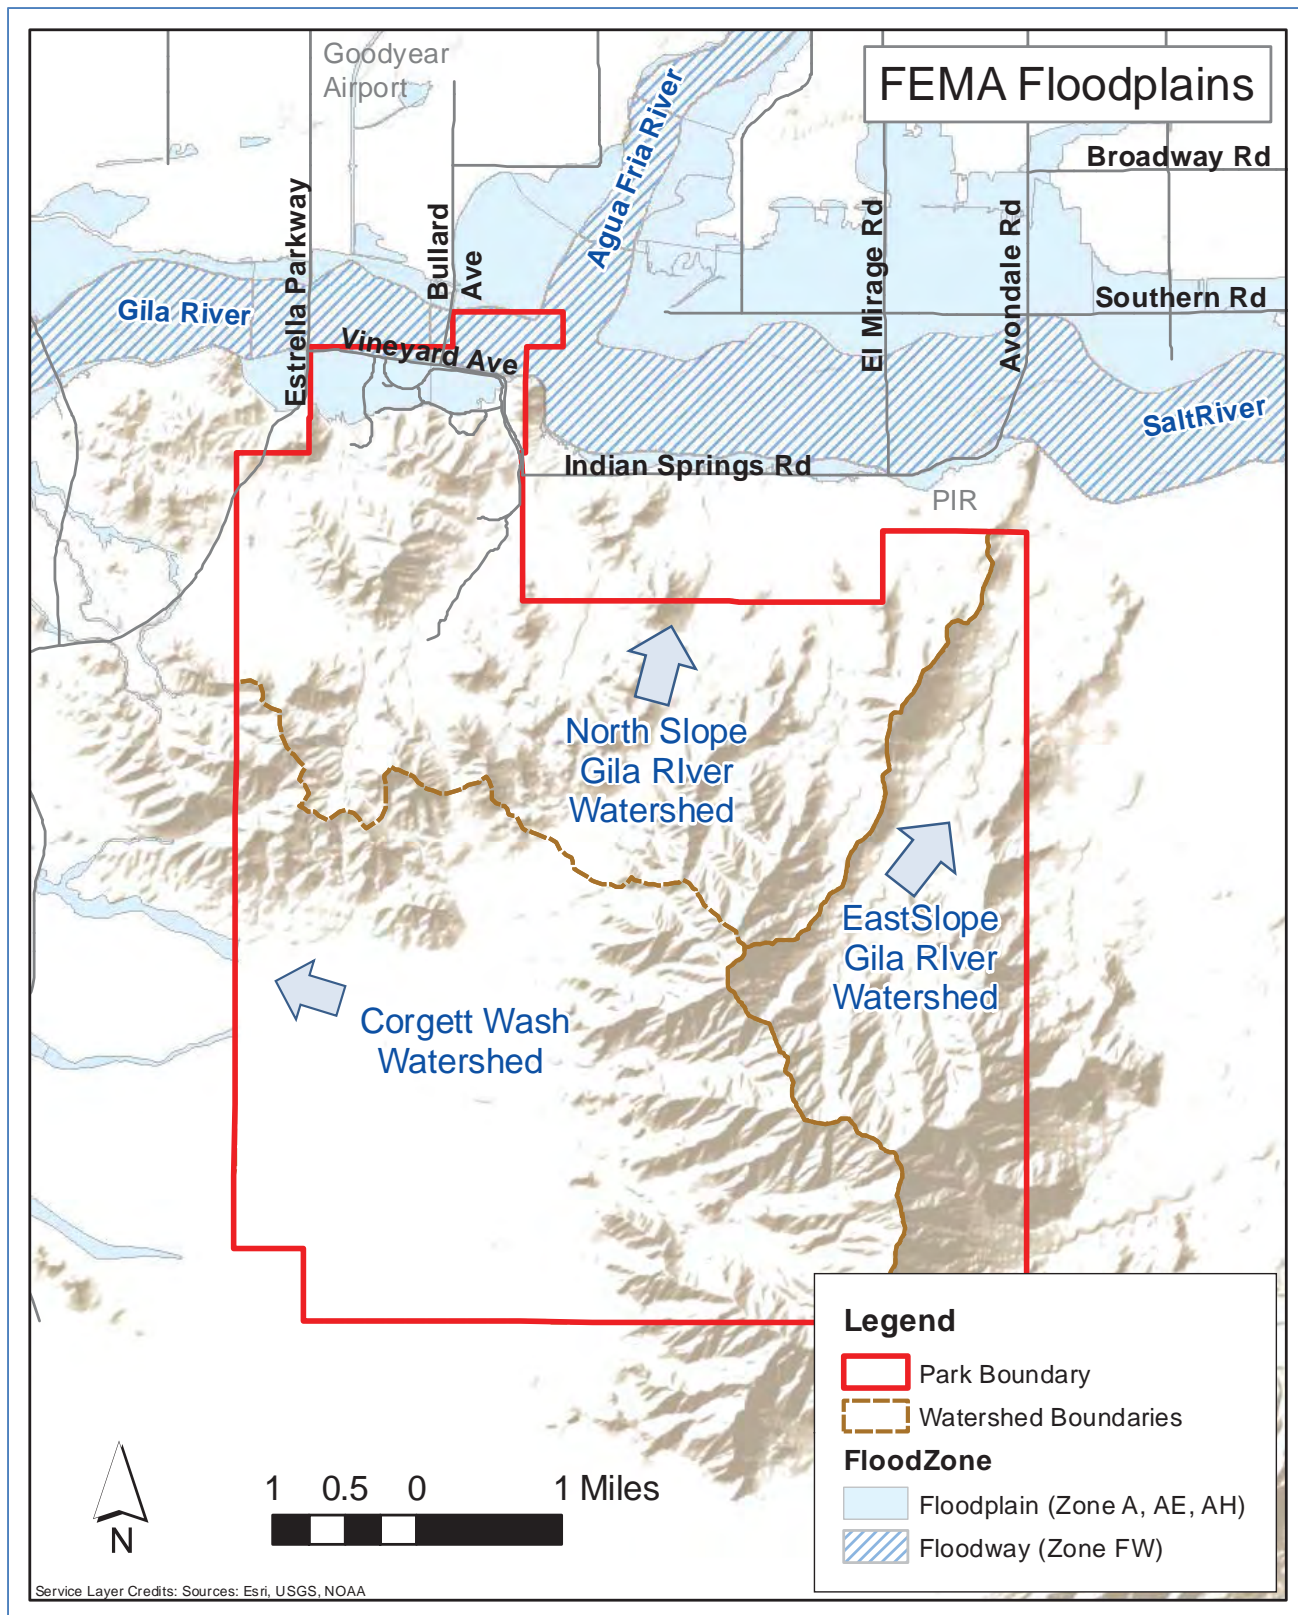 FEMA Floodplains
Goodyear
Airport
Agua Fria River
Broadway Rd
Estrella Parkway
Bullard
Ave
El Mirage Rd
Avondale Rd
Gila River
Southern Rd
Vineyard Ave
SaltRiver
Indian Springs Rd
PIR
North Slope
Gila RIver
Watershed
EastSlope
Gila RIver
Watershed
Corgett Wash
Watershed
Legend
Park Boundary
Watershed Boundaries
FloodZone
Floodplain (Zone A, AE, AH)
Floodway (Zone FW)
1 0.5 0 1 Miles
N
Service Layer Credits: Sources: Esri, USGS, NOAA